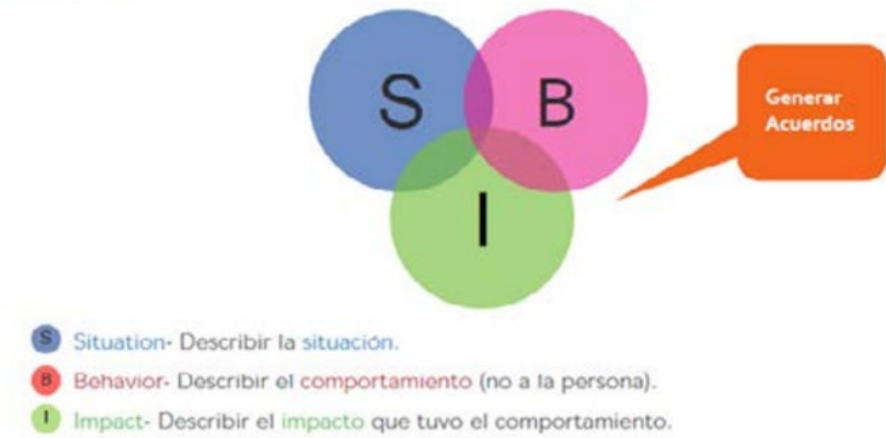 S
B
I
Generar
Acuerdos
S Situation- Describir la situación.
B Behavior- Describir el comportamiento (no a la persona).
I Impact- Describir el impacto que tuvo el comportamiento.